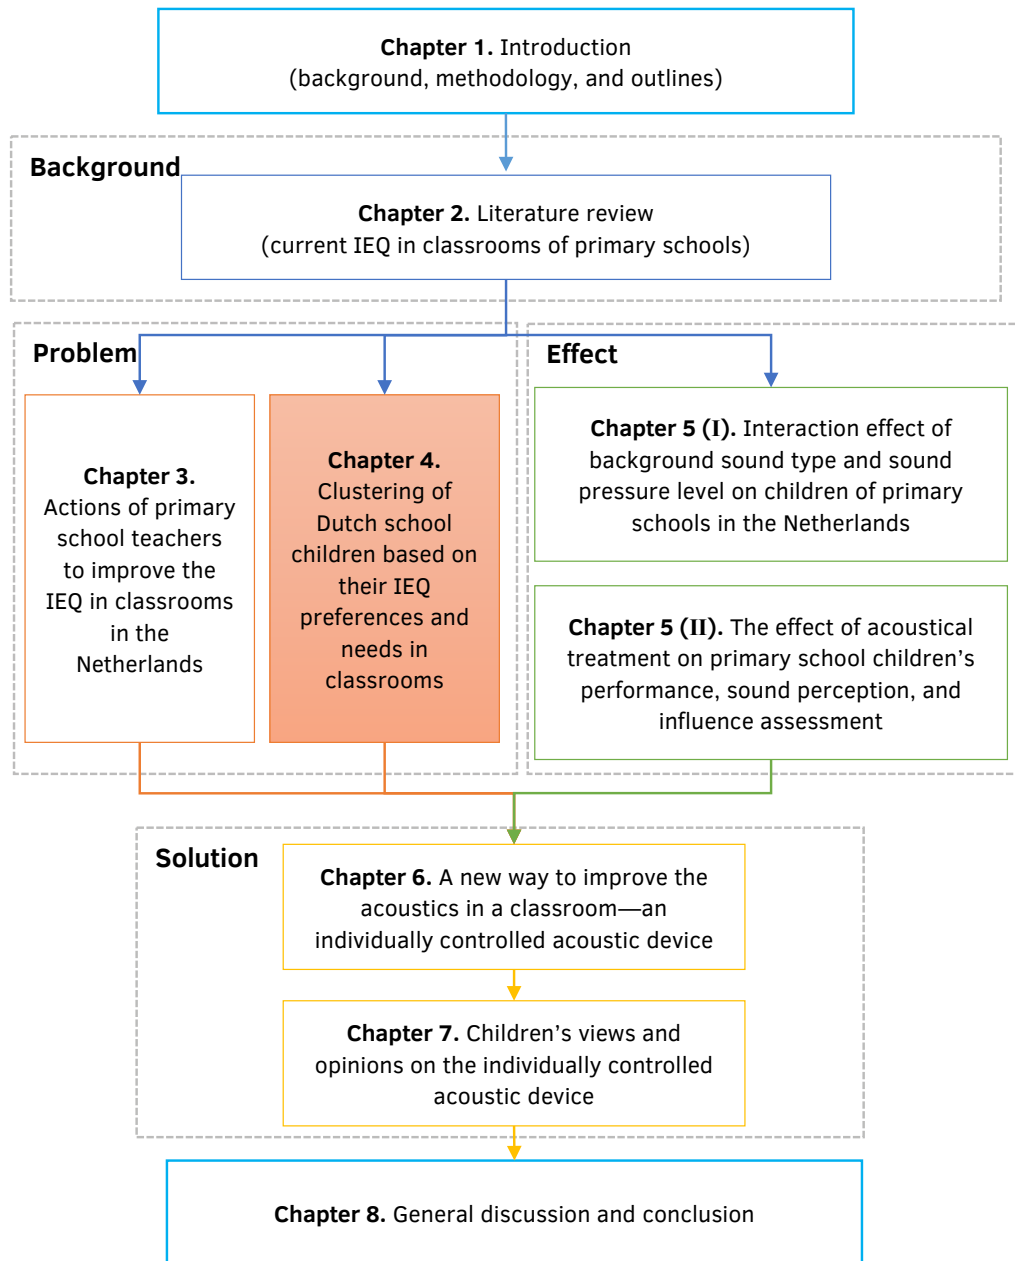 Chapter 1. Introduction
(background, methodology, and outlines)
Background
Chapter 2. Literature review
(current IEQ in classrooms of primary schools)
Problem
Chapter 3.
Actions of primary
school teachers
to improve the
IEQ in classrooms
in the
Netherlands
Chapter 4.
Clustering of
Dutch school
children based on
their IEQ
preferences and
needs in
classrooms
Effect
Chapter 5 (I). Interaction effect of
background sound type and sound
pressure level on children of primary
schools in the Netherlands
Chapter 5 (II). The effect of acoustical
treatment on primary school children’s
performance, sound perception, and
influence assessment
Solution
Chapter 6. A new way to improve the
acoustics in a classroom—an
individually controlled acoustic device
Chapter 7. Children’s views and
opinions on the individually controlled
acoustic device
Chapter 8. General discussion and conclusion